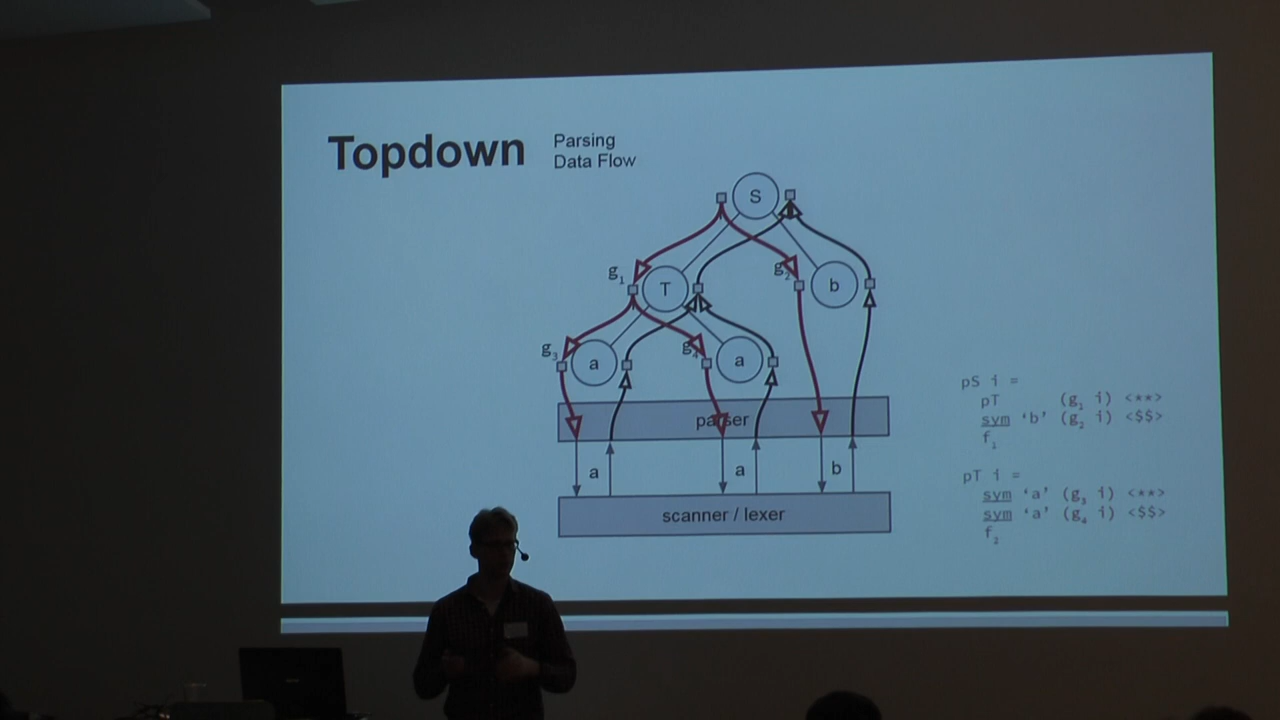 Topdown
Parsing
Data Flow
S
g1
T
g2
b
g3
a
g4
a
parser
a
a
b
scanner / lexer
pS i =
pT (g1 i) <**>
sym ‘b’ (g2 i) <$$>
f1
pT i =
sym ‘a’ (g3 i) <**>
sym ‘a’ (g4 i) <$$>
f2